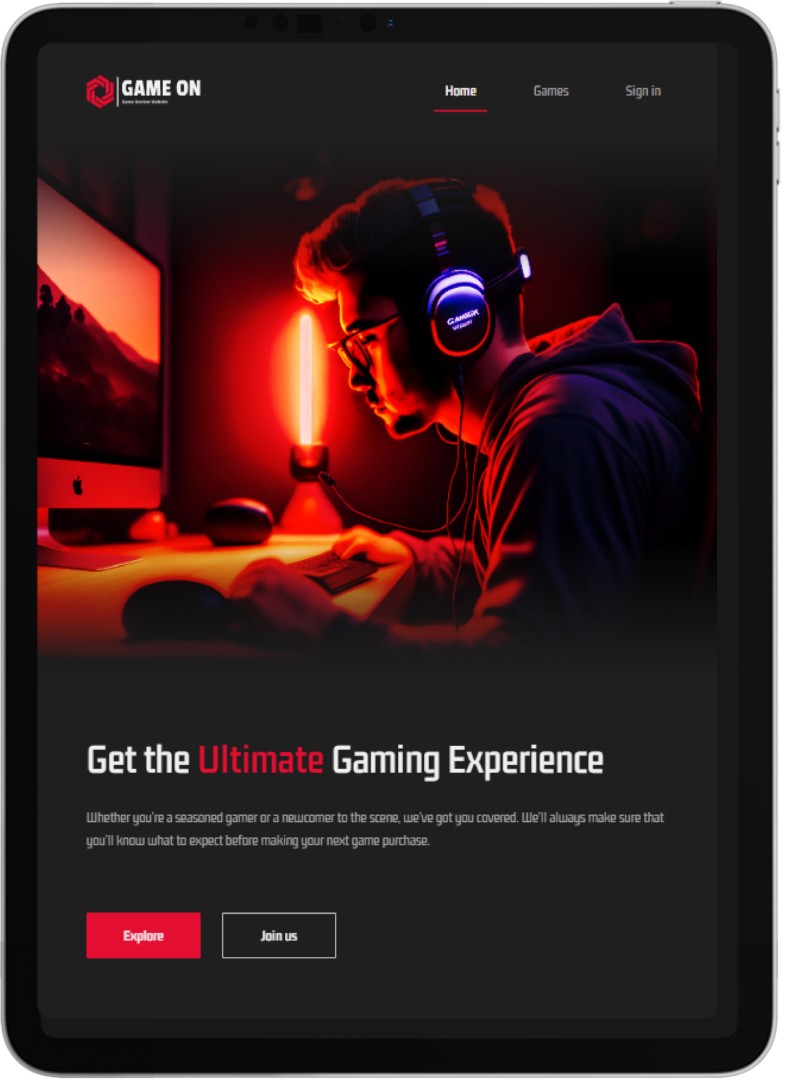 GAME ON
Game Review Website
Home
Games
Sign in
GAMER
Get the Ultimate Gaming Experience
Whether you're a seasoned gamer or a newcomer to the scene, we've got you covered. We'll always make sure that
you'll know what to expect before making your next game purchase.
Explore
Join us